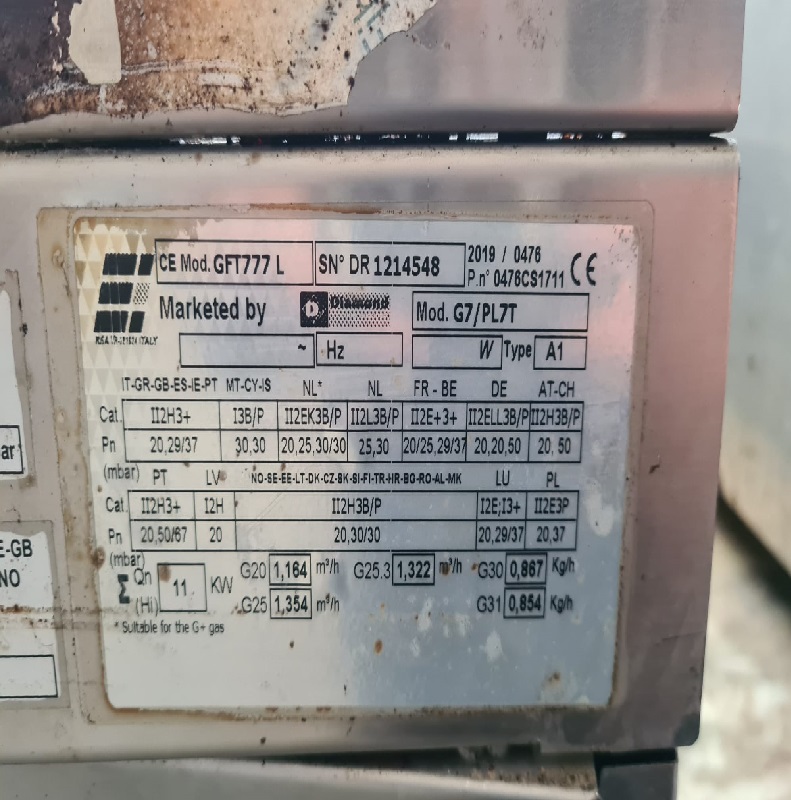 CE Mod. GFT777 L
SN° DR 1214548
2019 / 0476
P.n° 0476CS1711
CE
Marketed by D Diamond
Mod. G7/PL7T
~ Hz W Type A1
IT-GR-GB-ES-IE-PT MT-CY-IS NL* NL FR - BE DE AT-CH
Cat. II2H3+ I3B/P II2EK3B/P II2L3B/P II2E+3+ II2ELL3B/P II2H3B/P
Pn 20,29/37 30,30 20,25,30/30 25,30 20/25,29/37 20,20,50 20, 50
(mbar) PT LV NO-SE-EE-LT-DK-CZ-BK-SI-FI-TR-HR-BG-RO-AL-MK LU PL
Cat. II2H3+ I2H II2H3B/P I2E;I3+ II2E3P
Pn 20,50/67 20 20,30/30 20,29/37 20,37
(mbar)
Σ Qn (Hi) 11 KW
G20 1,164 m³/h G25.3 1,322 m³/h G30 0,867 Kg/h
G25 1,354 m³/h G31 0,854 Kg/h
* Suitable for the G+ gas
ar
E-GB
NO